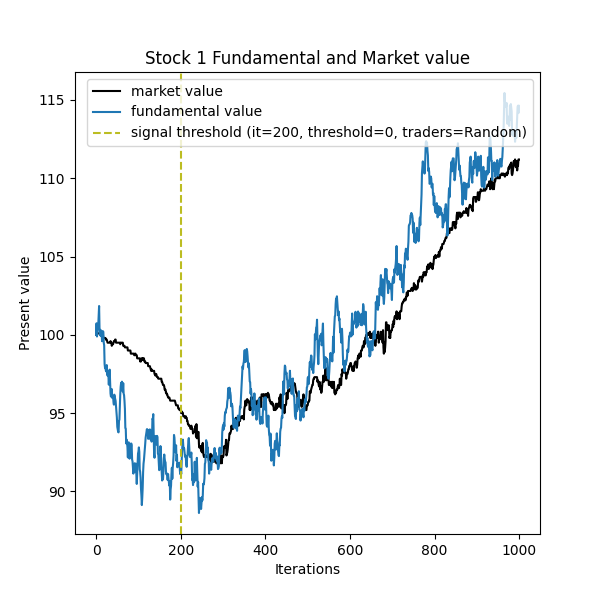 Stock 1 Fundamental and Market value
market value
fundamental value
signal threshold (it=200, threshold=0, traders=Random)
115
110
105
100
95
90
Present value
0 200 400 600 800 1000
Iterations